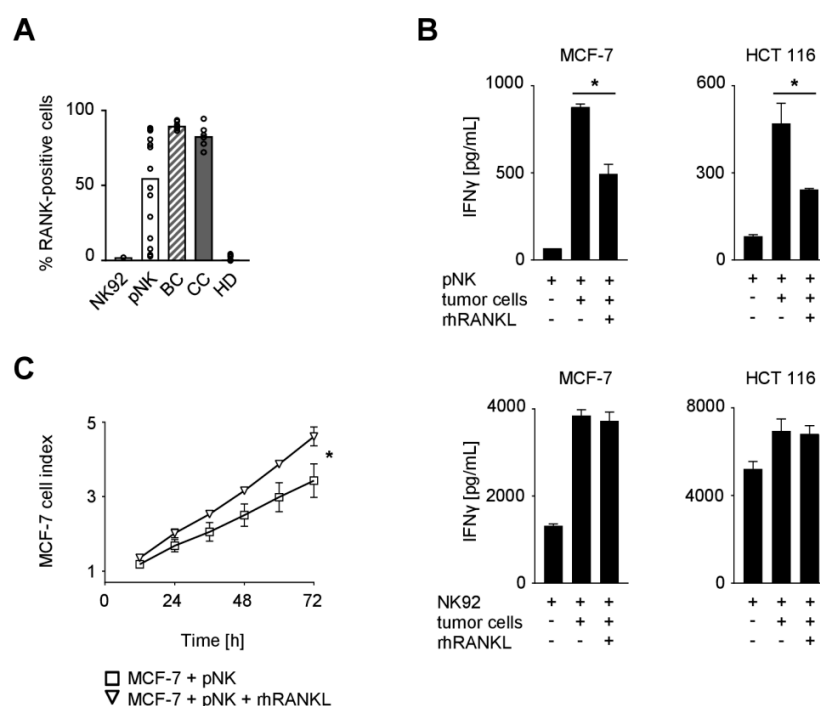 A
% RANK-positive cells
100
50
0
NK92
pNK
BC
CC
HD
B
MCF-7
IFNγ [pg/mL]
1000
500
0
*
HCT 116
600
300
0
*
pNK + + + + + +
tumor cells - + + - + +
rhRANKL - - + - - +
MCF-7
IFNγ [pg/mL]
4000
2000
0
HCT 116
8000
4000
0
NK92 + + + + + +
tumor cells - + + - + +
rhRANKL - - + - - +
C
MCF-7 cell index
5
3
1
*
0 24 48 72
Time [h]
MCF-7 + pNK
MCF-7 + pNK + rhRANKL